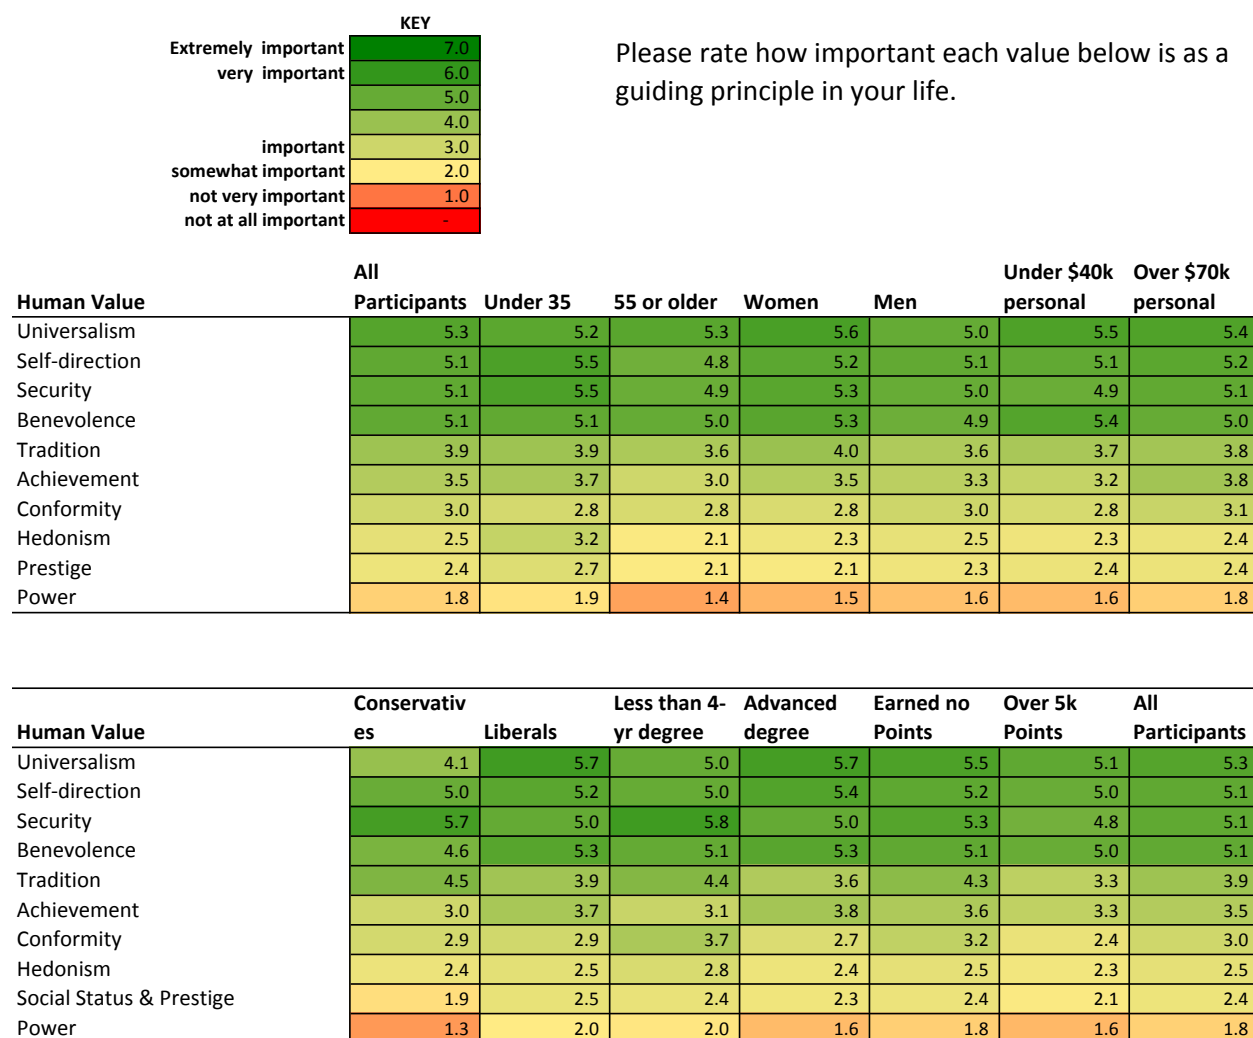 KEY
Extremely important 7.0
very important 6.0
5.0
4.0
important 3.0
somewhat important 2.0
not very important 1.0
not at all important -
Please rate how important each value below is as a
guiding principle in your life.
All Under $40k Over $70k
Human Value Participants Under 35 55 or older Women Men personal personal
Universalism 5.3 5.2 5.3 5.6 5.0 5.5 5.4
Self-direction 5.1 5.5 4.8 5.2 5.1 5.1 5.2
Security 5.1 5.5 4.9 5.3 5.0 4.9 5.1
Benevolence 5.1 5.1 5.0 5.3 4.9 5.4 5.0
Tradition 3.9 3.9 3.6 4.0 3.6 3.7 3.8
Achievement 3.5 3.7 3.0 3.5 3.3 3.2 3.8
Conformity 3.0 2.8 2.8 2.8 3.0 2.8 3.1
Hedonism 2.5 3.2 2.1 2.3 2.5 2.3 2.4
Prestige 2.4 2.7 2.1 2.1 2.3 2.4 2.4
Power 1.8 1.9 1.4 1.5 1.6 1.6 1.8
Conservativ Less than 4- Advanced Earned no Over 5k All
Human Value es Liberals yr degree degree Points Points Participants
Universalism 4.1 5.7 5.0 5.7 5.5 5.1 5.3
Self-direction 5.0 5.2 5.0 5.4 5.2 5.0 5.1
Security 5.7 5.0 5.8 5.0 5.3 4.8 5.1
Benevolence 4.6 5.3 5.1 5.3 5.1 5.0 5.1
Tradition 4.5 3.9 4.4 3.6 4.3 3.3 3.9
Achievement 3.0 3.7 3.1 3.8 3.6 3.3 3.5
Conformity 2.9 2.9 3.7 2.7 3.2 2.4 3.0
Hedonism 2.4 2.5 2.8 2.4 2.5 2.3 2.5
Social Status & Prestige 1.9 2.5 2.4 2.3 2.4 2.1 2.4
Power 1.3 2.0 2.0 1.6 1.8 1.6 1.8